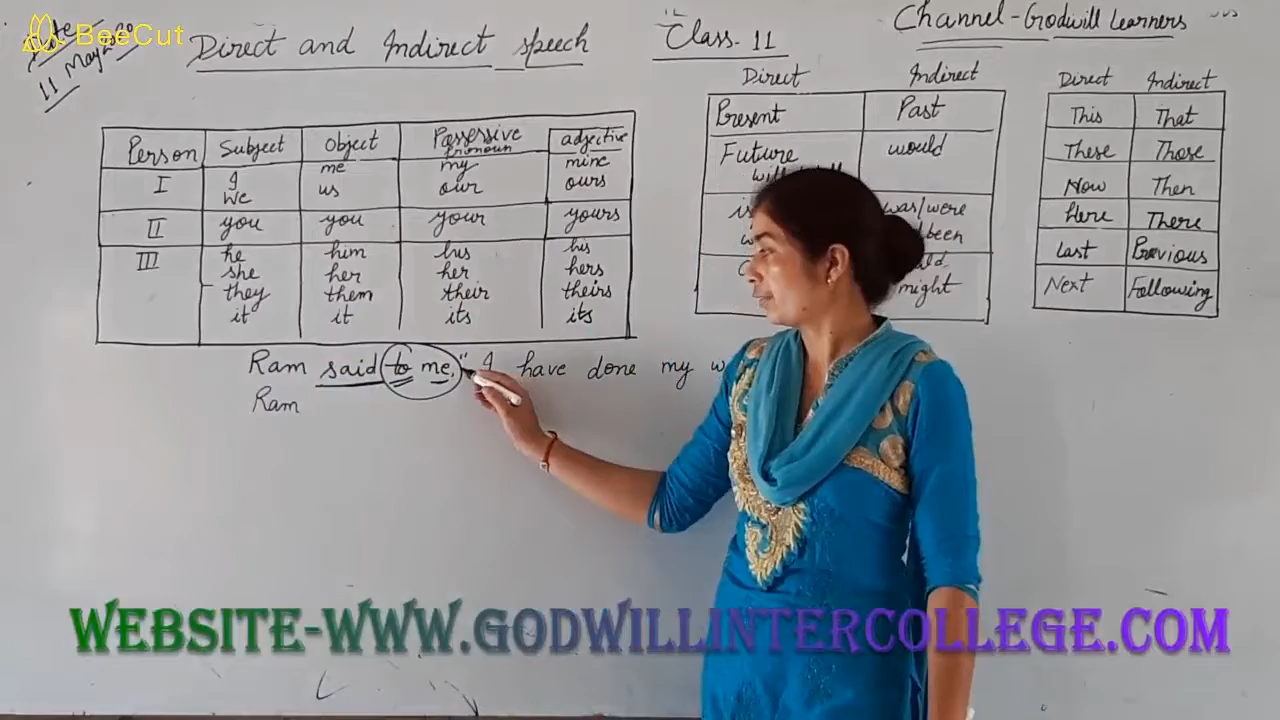 BeeCut
Date
11 May
Direct and Indirect speech
Class-11
Channel-Godwill Learners
Person Subject Object Possessive pronoun adjective
I I me my mine
we us our ours
II you you your yours
III he him his his
she her her hers
they them their theirs
it it its its
Direct Indirect
Present Past
Future would
was/were
been
might
Direct Indirect
This That
These Those
Now Then
Here There
Last Previous
Next Following
Ram said to me, " I have done my
Ram
WEBSITE-WWW.GODWILLINTERCOLLEGE.COM